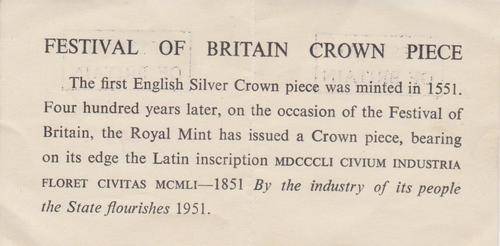 FESTIVAL OF BRITAIN CROWN PIECE
The first English Silver Crown piece was minted in 1551.
Four hundred years later, on the occasion of the Festival of
Britain, the Royal Mint has issued a Crown piece, bearing
on its edge the Latin inscription MDCCCLI CIVIUM INDUSTRIA
FLORET CIVITAS MCMLI—1851 By the industry of its people
the State flourishes 1951.